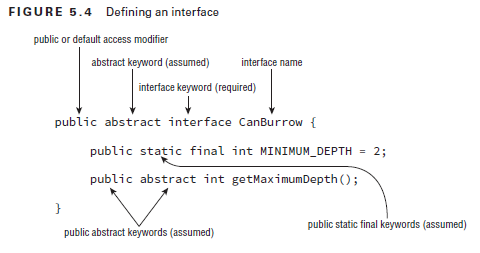 FIGURE 5.4 Defining an interface
public or default access modifier
abstract keyword (assumed) interface name
interface keyword (required)
public abstract interface CanBurrow {
public static final int MINIMUM_DEPTH = 2;
public abstract int getMaximumDepth();
}
public abstract keywords (assumed)
public static final keywords (assumed)